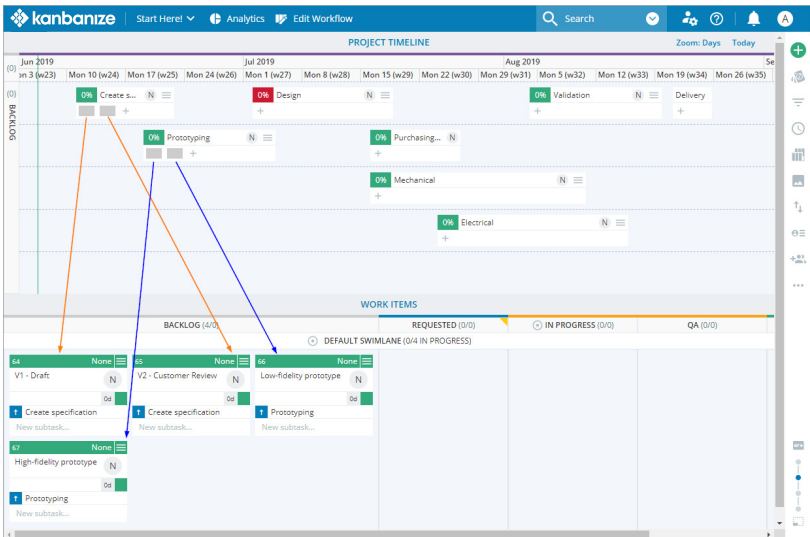 kanbanize Start Here! Analytics Edit Workflow Search A
PROJECT TIMELINE Zoom: Days Today
Jun 2019 Jul 2019 Aug 2019 Se
(0) on 3 (w23) Mon 10 (w24) Mon 17 (w25) Mon 24 (w26) Mon 1 (w27) Mon 8 (w28) Mon 15 (w29) Mon 22 (w30) Mon 29 (w31) Mon 5 (w32) Mon 12 (w33) Mon 19 (w34) Mon 26 (w35)
(0) BACKLOG
0% Create s... N 0% Design N 0% Validation N Delivery
+ + + +
0% Prototyping N 0% Purchasing... N
+ +
0% Mechanical N
+
0% Electrical N
+
WORK ITEMS
BACKLOG (4/0) REQUESTED (0/0) IN PROGRESS (0/0) QA (0/0)
DEFAULT SWIMLANE (0/4 IN PROGRESS)
64 None 65 None 66 None
V1 - Draft N V2 - Customer Review N Low-fidelity prototype N
0d 0d 0d
Create specification Create specification Prototyping
New subtask... New subtask... New subtask...
67 None
High-fidelity prototype N
0d
Prototyping
New subtask...